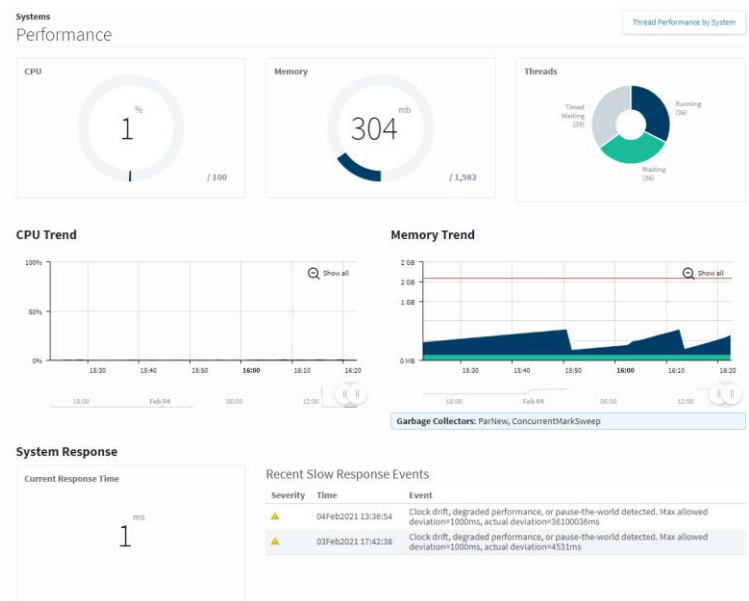 Systems
Performance
Thread Performance by System
CPU
1
%
/ 100
Memory
304
mb
/ 1,982
Threads
Timed
Waiting
(39)
Running
(36)
Waiting
(36)
CPU Trend
Show all
100%
50%
0%
15:30 15:40 15:50 16:00 16:10 16:20
18:00 Feb 04 06:00 12:00
Memory Trend
Show all
2 GB
2 GB
1 GB
0 MB
15:30 15:40 15:50 16:00 16:10 16:20
18:00 Feb 04 06:00 12:00
Garbage Collectors: ParNew, ConcurrentMarkSweep
System Response
Current Response Time
1
ms
Recent Slow Response Events
Severity Time Event
04Feb2021 13:36:54 Clock drift, degraded performance, or pause-the-world detected. Max allowed
deviation=1000ms, actual deviation=36100036ms
03Feb2021 17:42:38 Clock drift, degraded performance, or pause-the-world detected. Max allowed
deviation=1000ms, actual deviation=4531ms